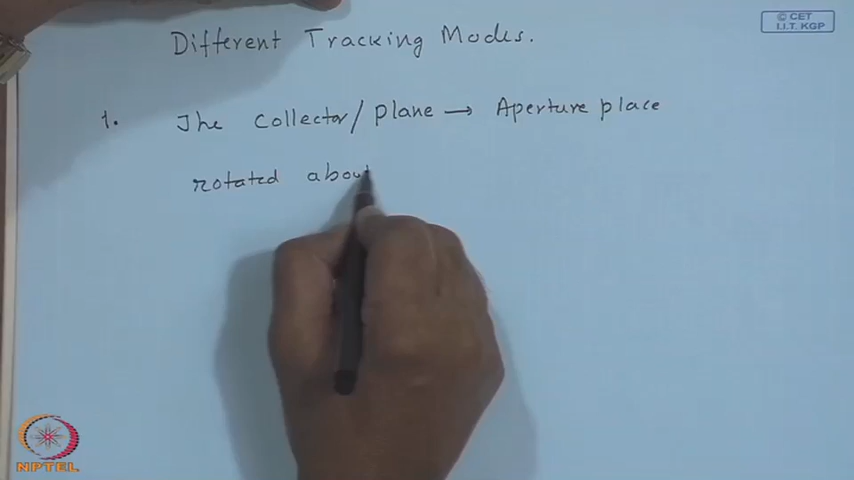 © CET
I.I.T. KGP
Different Tracking Modes.
1. The collector/plane → Aperture place
rotated about
NPTEL